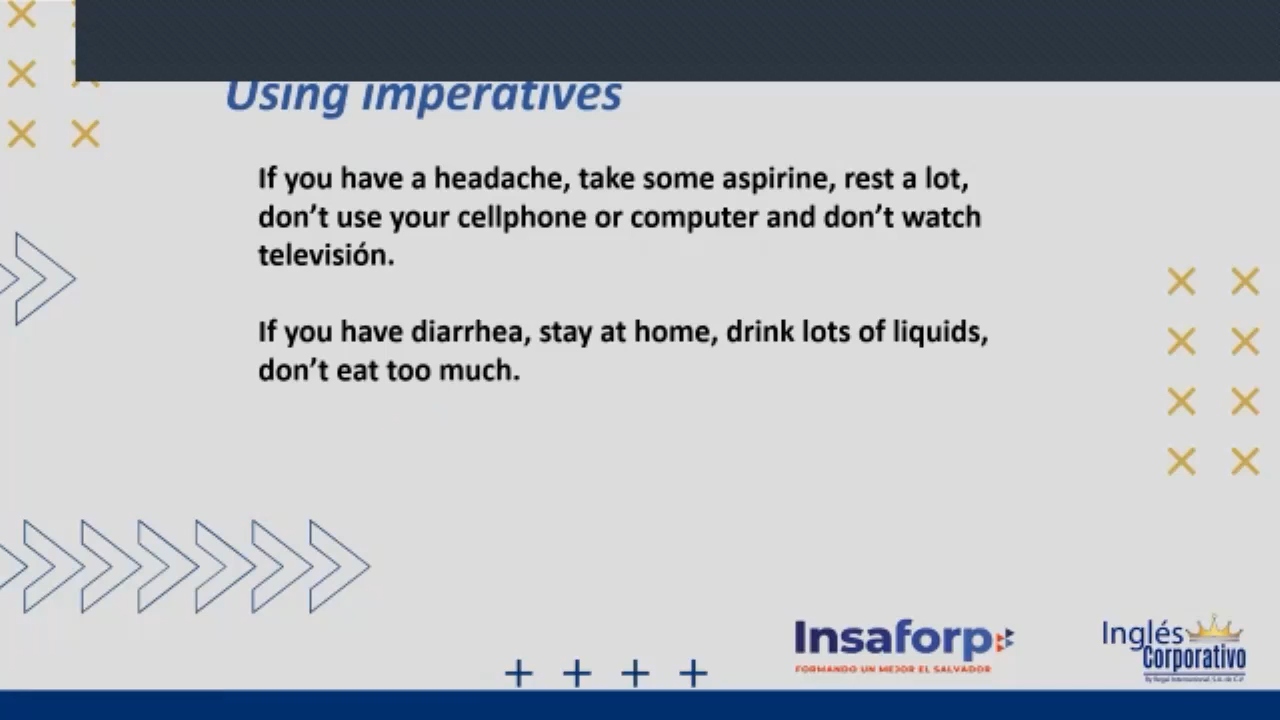 Using imperatives
If you have a headache, take some aspirine, rest a lot,
don’t use your cellphone or computer and don’t watch
televisión.
If you have diarrhea, stay at home, drink lots of liquids,
don’t eat too much.
Insaforp
FORMANDO UN MEJOR EL SALVADOR
Inglés
Corporativo
By Regal International, S.A. de C.V